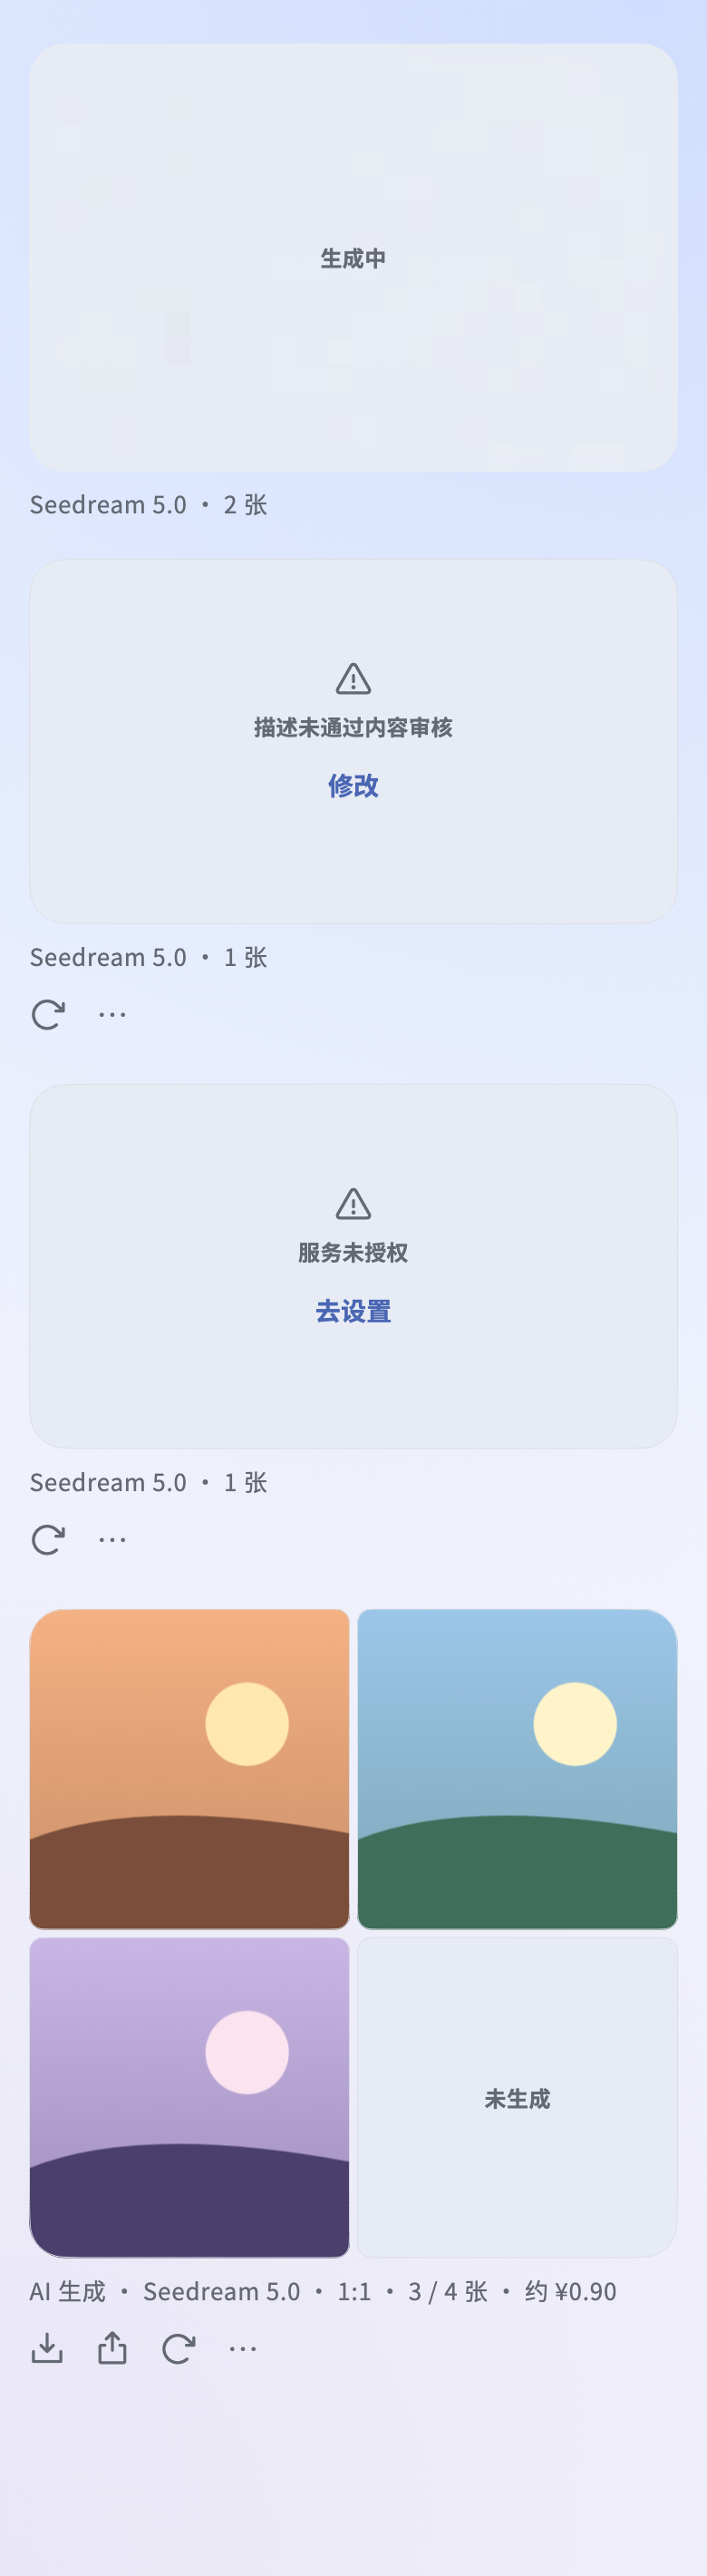 生成中
Seedream 5.0 · 2 张
描述未通过内容审核
修改
Seedream 5.0 · 1 张
服务未授权
去设置
Seedream 5.0 · 1 张
未生成
AI 生成 · Seedream 5.0 · 1:1 · 3 / 4 张 · 约 ¥0.90